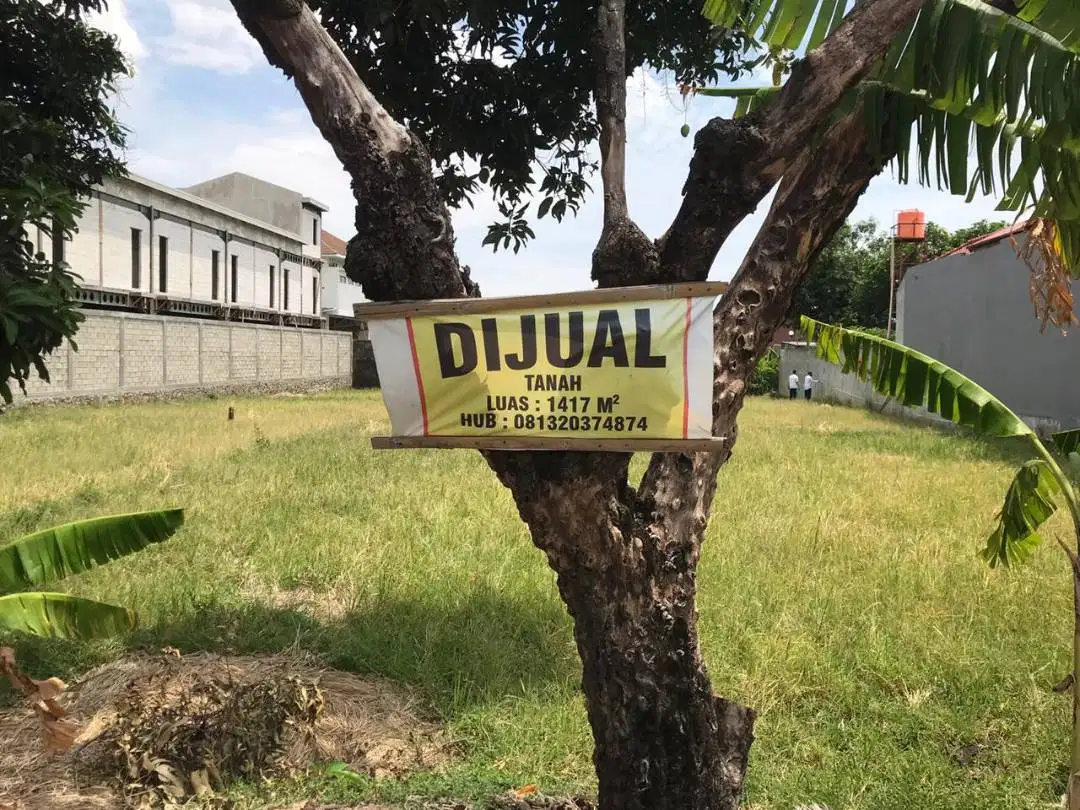 DIJUAL
TANAH
LUAS : 1417 M²
HUB : 081320374874